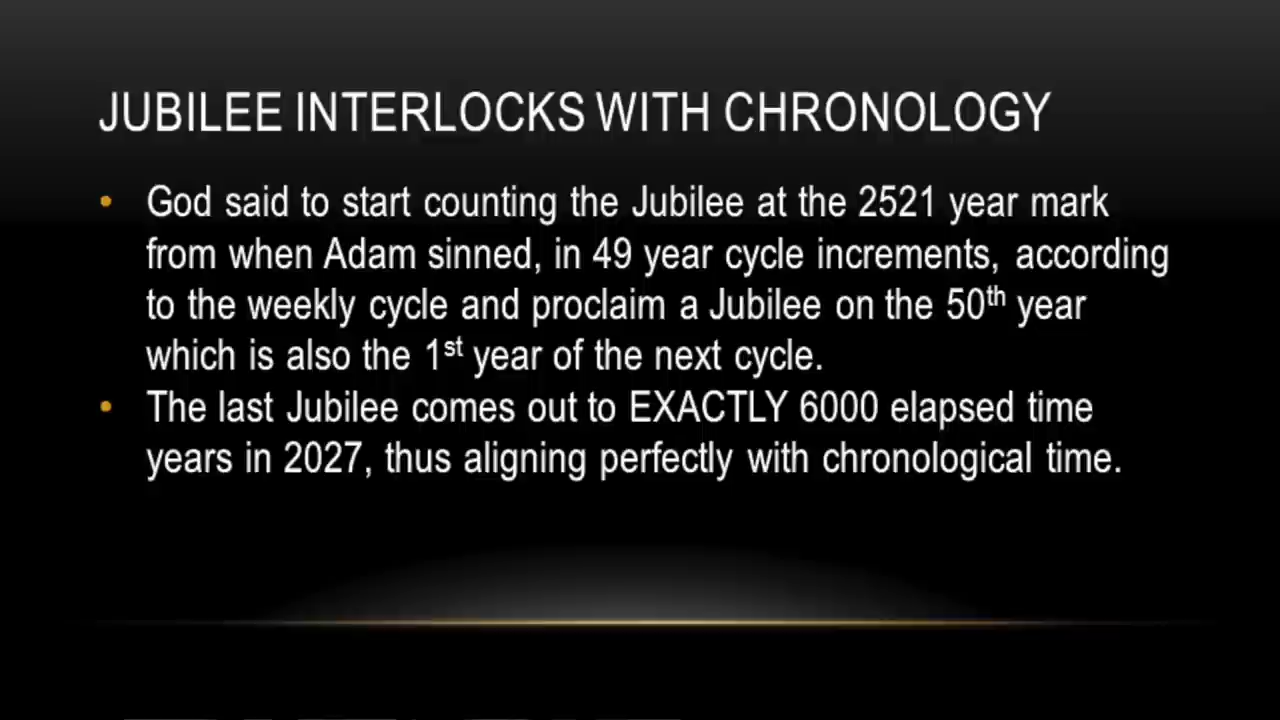 JUBILEE INTERLOCKS WITH CHRONOLOGY
• God said to start counting the Jubilee at the 2521 year mark
from when Adam sinned, in 49 year cycle increments, according
to the weekly cycle and proclaim a Jubilee on the 50th year
which is also the 1st year of the next cycle.
• The last Jubilee comes out to EXACTLY 6000 elapsed time
years in 2027, thus aligning perfectly with chronological time.